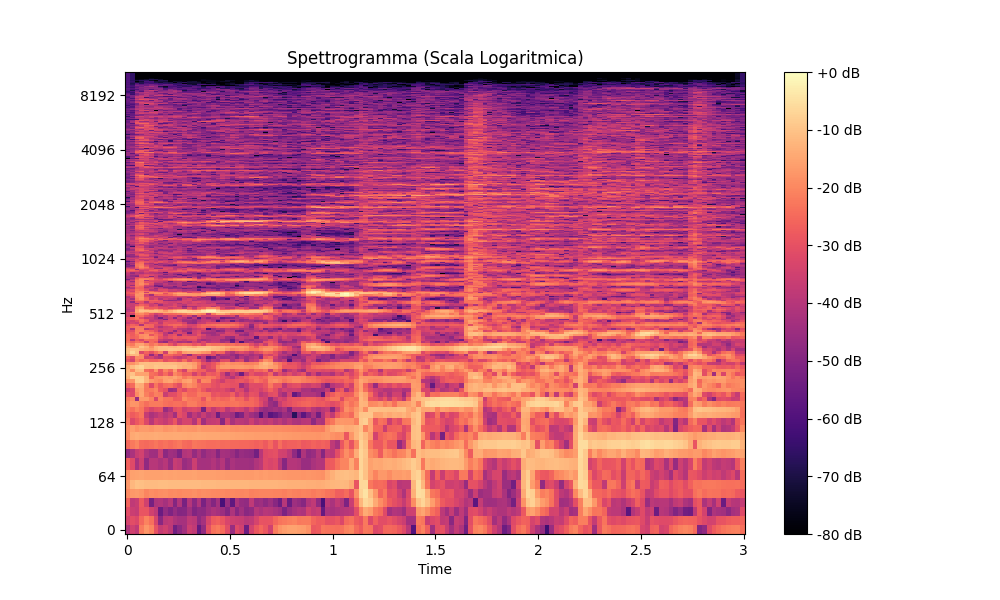 Spettrogramma (Scala Logaritmica)
8192
4096
2048
1024
512
256
128
64
0
Hz
0
0.5
1
1.5
2
2.5
3
Time
+0 dB
-10 dB
-20 dB
-30 dB
-40 dB
-50 dB
-60 dB
-70 dB
-80 dB